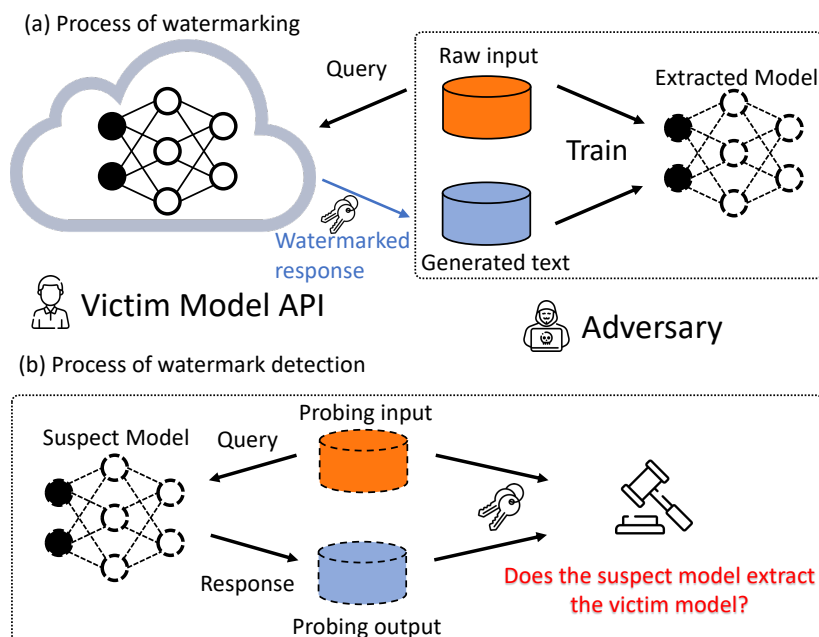 (a) Process of watermarking
Query
Raw input
Extracted Model
Train
Watermarked
response
Generated text
Victim Model API
Adversary
(b) Process of watermark detection
Probing input
Suspect Model
Query
Response
Does the suspect model extract
the victim model?
Probing output